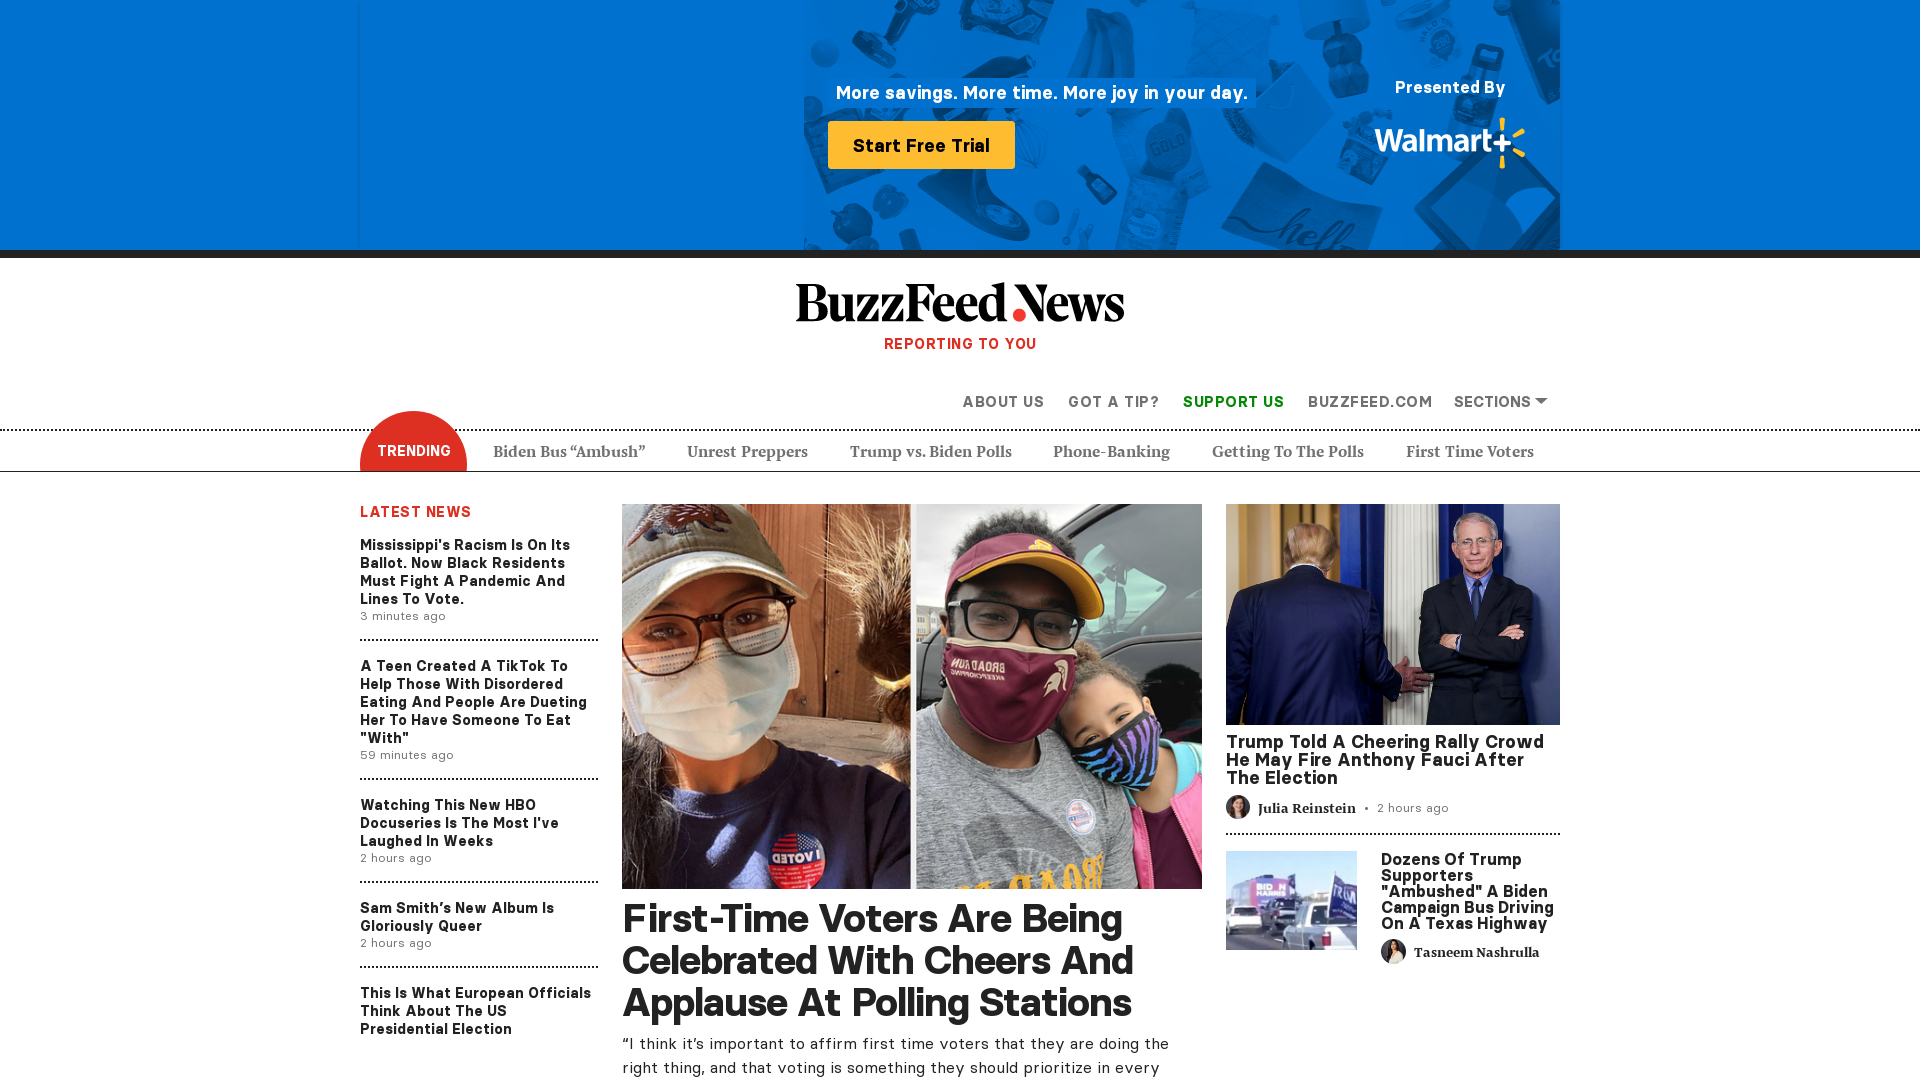 More savings. More time. More joy in your day.
Start Free Trial
Presented By
Walmart+
BuzzFeed News
REPORTING TO YOU
ABOUT US
GOT A TIP?
SUPPORT US
BUZZFEED.COM
SECTIONS
TRENDING
Biden Bus “Ambush”
Unrest Preppers
Trump vs. Biden Polls
Phone-Banking
Getting To The Polls
First Time Voters
LATEST NEWS
Mississippi's Racism Is On Its
Ballot. Now Black Residents
Must Fight A Pandemic And
Lines To Vote.
3 minutes ago
A Teen Created A TikTok To
Help Those With Disordered
Eating And People Are Dueting
Her To Have Someone To Eat
"With"
59 minutes ago
Watching This New HBO
Docuseries Is The Most I've
Laughed In Weeks
2 hours ago
Sam Smith’s New Album Is
Gloriously Queer
2 hours ago
This Is What European Officials
Think About The US
Presidential Election
BROAD RUN
#KEEPCHOPPING
I VOTED
First-Time Voters Are Being
Celebrated With Cheers And
Applause At Polling Stations
“I think it’s important to affirm first time voters that they are doing the
right thing, and that voting is something they should prioritize in every
Trump Told A Cheering Rally Crowd
He May Fire Anthony Fauci After
The Election
Julia Reinstein
2 hours ago
BIDEN
HARRIS
Dozens Of Trump
Supporters
"Ambushed" A Biden
Campaign Bus Driving
On A Texas Highway
Tasneem Nashrulla